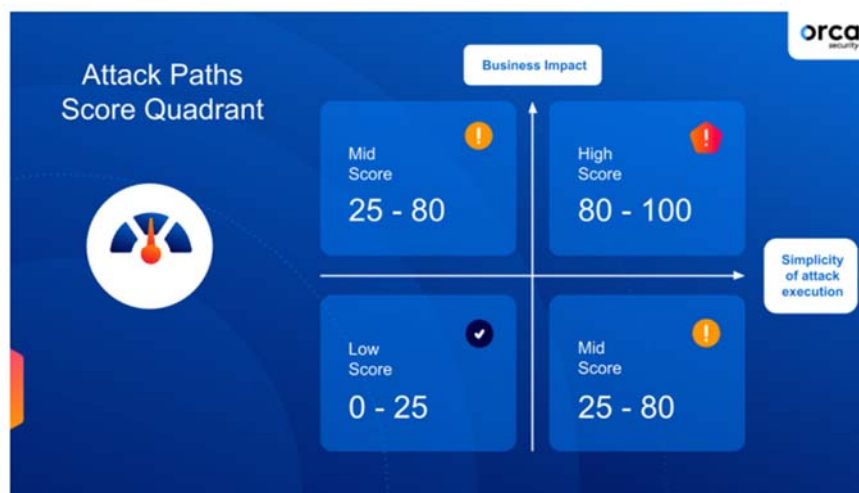 orca
security
Attack Paths
Score Quadrant
Business Impact
Mid
Score
25 - 80
High
Score
80 - 100
Simplicity
of attack
execution
Low
Score
0 - 25
Mid
Score
25 - 80